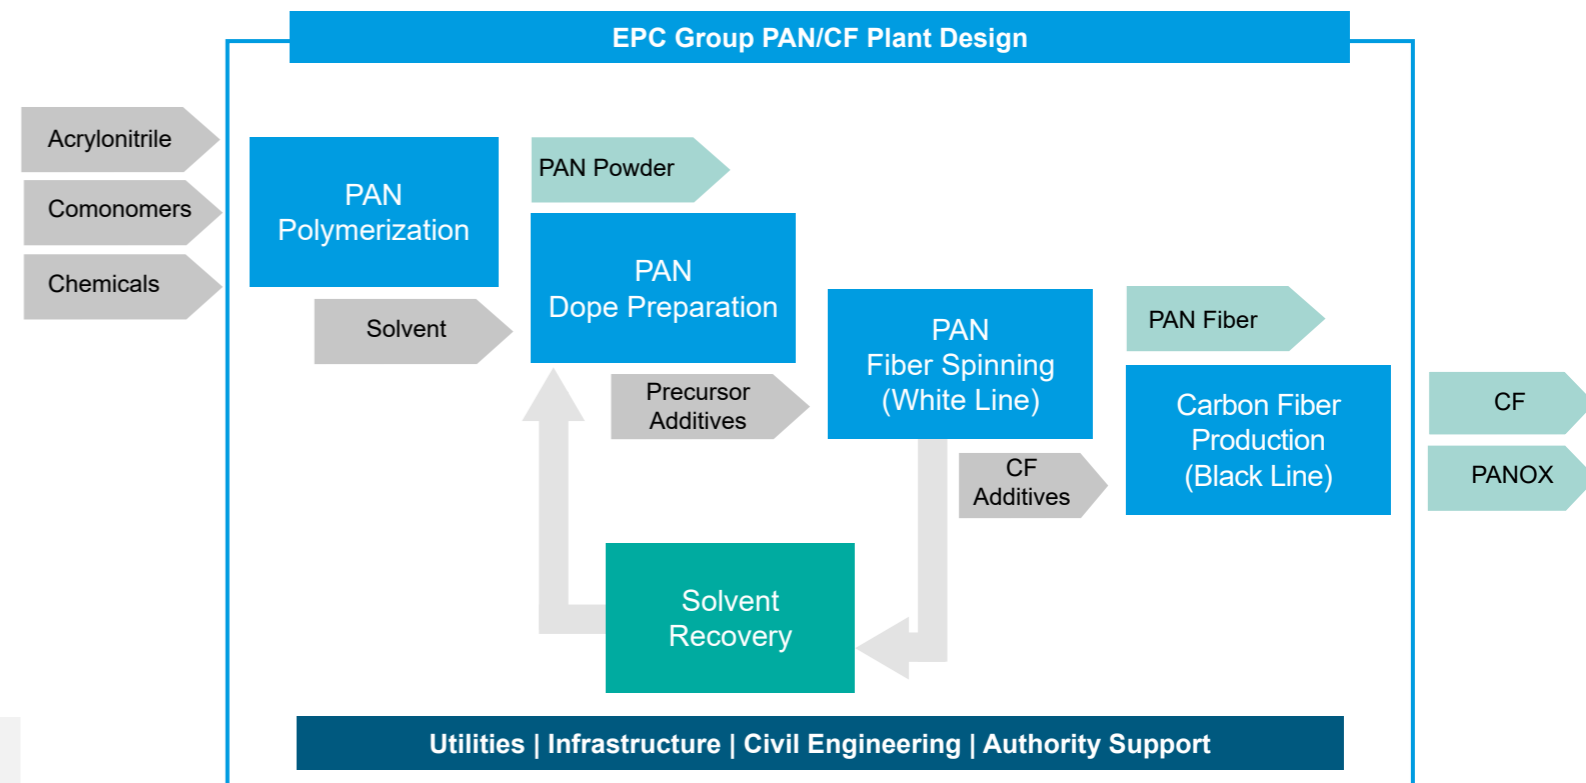 EPC Group PAN/CF Plant Design
Acrylonitrile
Comonomers
Chemicals
PAN
Polymerization
PAN Powder
Solvent
PAN
Dope Preparation
Precursor
Additives
PAN
Fiber Spinning
(White Line)
PAN Fiber
CF
Additives
Carbon Fiber
Production
(Black Line)
CF
PANOX
Solvent
Recovery
Utilities | Infrastructure | Civil Engineering | Authority Support